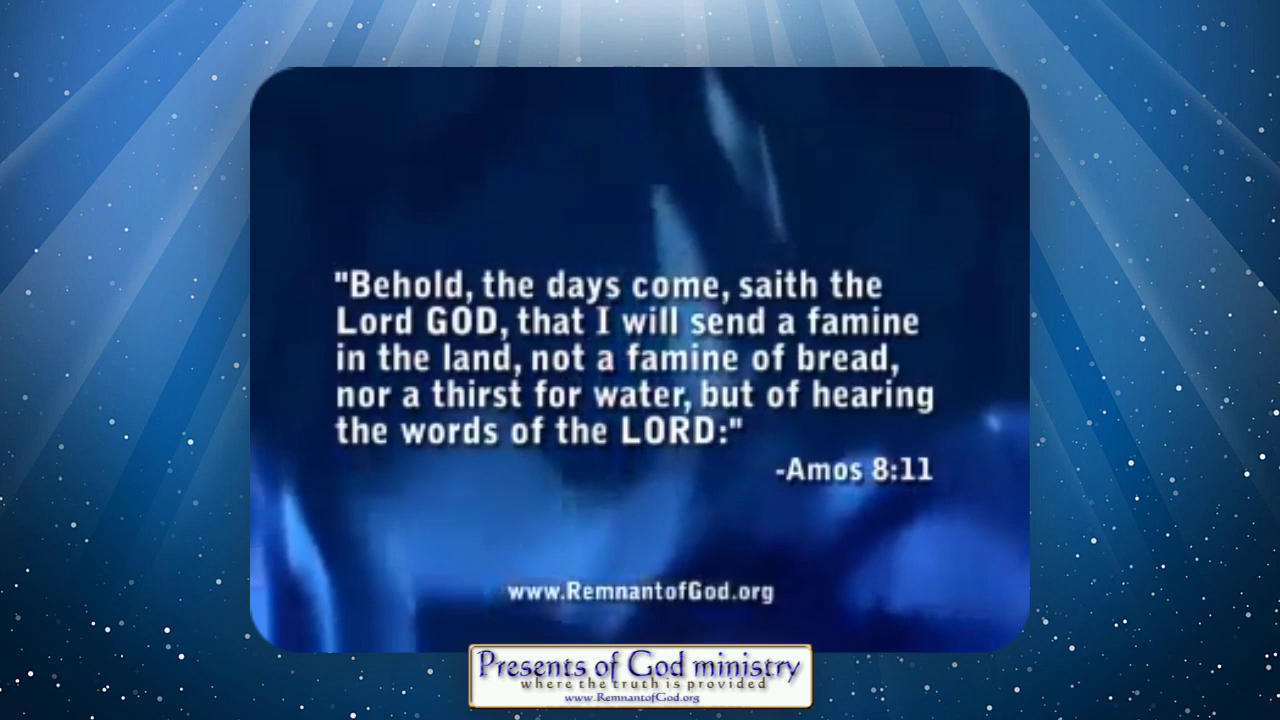 "Behold, the days come, saith the
Lord GOD, that I will send a famine
in the land, not a famine of bread,
nor a thirst for water, but of hearing
the words of the LORD:"
-Amos 8:11
www.RemnantofGod.org
Presents of God ministry
where the truth is provided
www.RemnantofGod.org